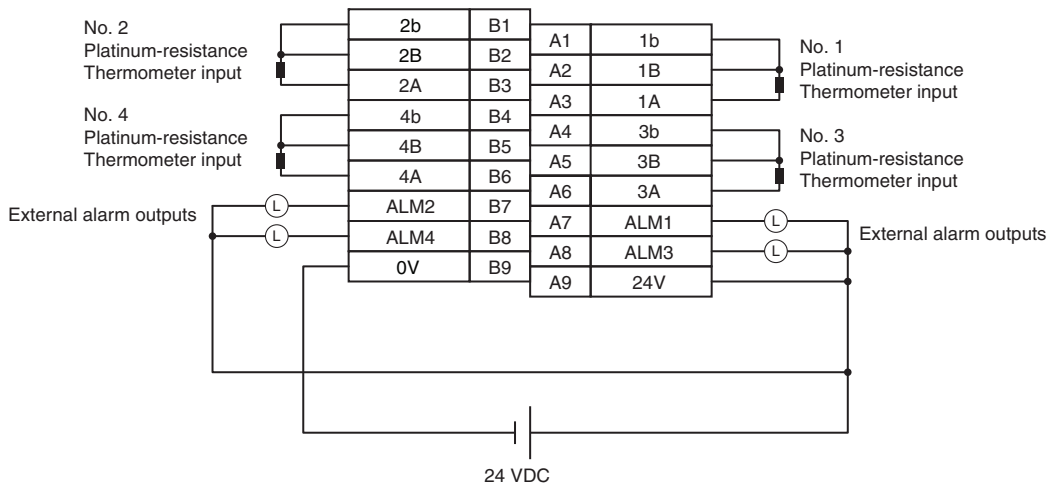 No. 2
Platinum-resistance
Thermometer input
No. 4
Platinum-resistance
Thermometer input
External alarm outputs
L
L
2b B1
2B B2
2A B3
4b B4
4B B5
4A B6
ALM2 B7
ALM4 B8
0V B9
A1 1b
A2 1B
A3 1A
A4 3b
A5 3B
A6 3A
A7 ALM1
A8 ALM3
A9 24V
L
L
No. 1
Platinum-resistance
Thermometer input
No. 3
Platinum-resistance
Thermometer input
External alarm outputs
24 VDC